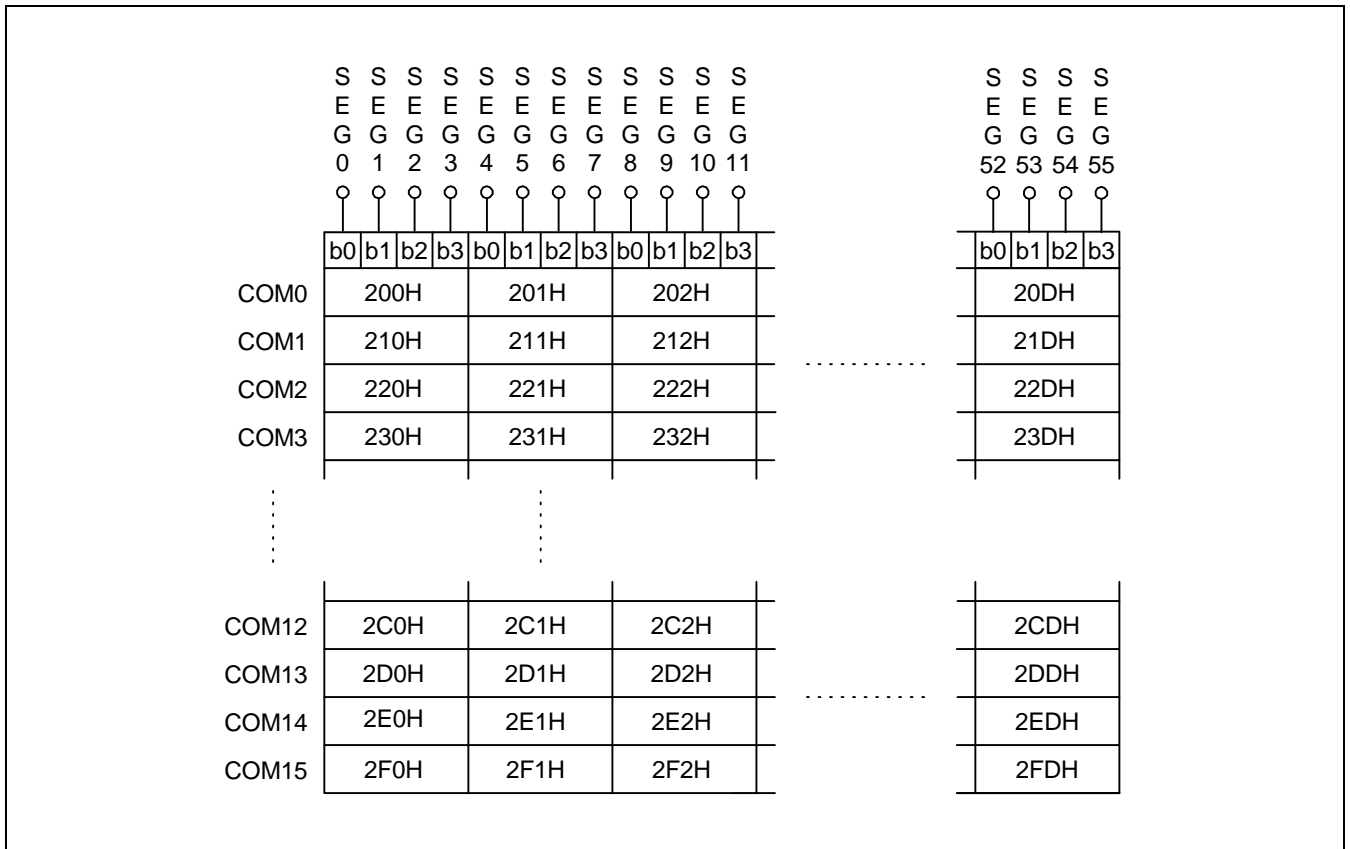 S S S S S S S S S S S S S S S S
E E E E E E E E E E E E E E E E
G G G G G G G G G G G G G G G G
0 1 2 3 4 5 6 7 8 9 10 11 52 53 54 55
b0 b1 b2 b3 b0 b1 b2 b3 b0 b1 b2 b3 b0 b1 b2 b3
COM0 200H 201H 202H 20DH
COM1 210H 211H 212H 21DH
COM2 220H 221H 222H 22DH
COM3 230H 231H 232H 23DH
COM12 2C0H 2C1H 2C2H 2CDH
COM13 2D0H 2D1H 2D2H 2DDH
COM14 2E0H 2E1H 2E2H 2EDH
COM15 2F0H 2F1H 2F2H 2FDH